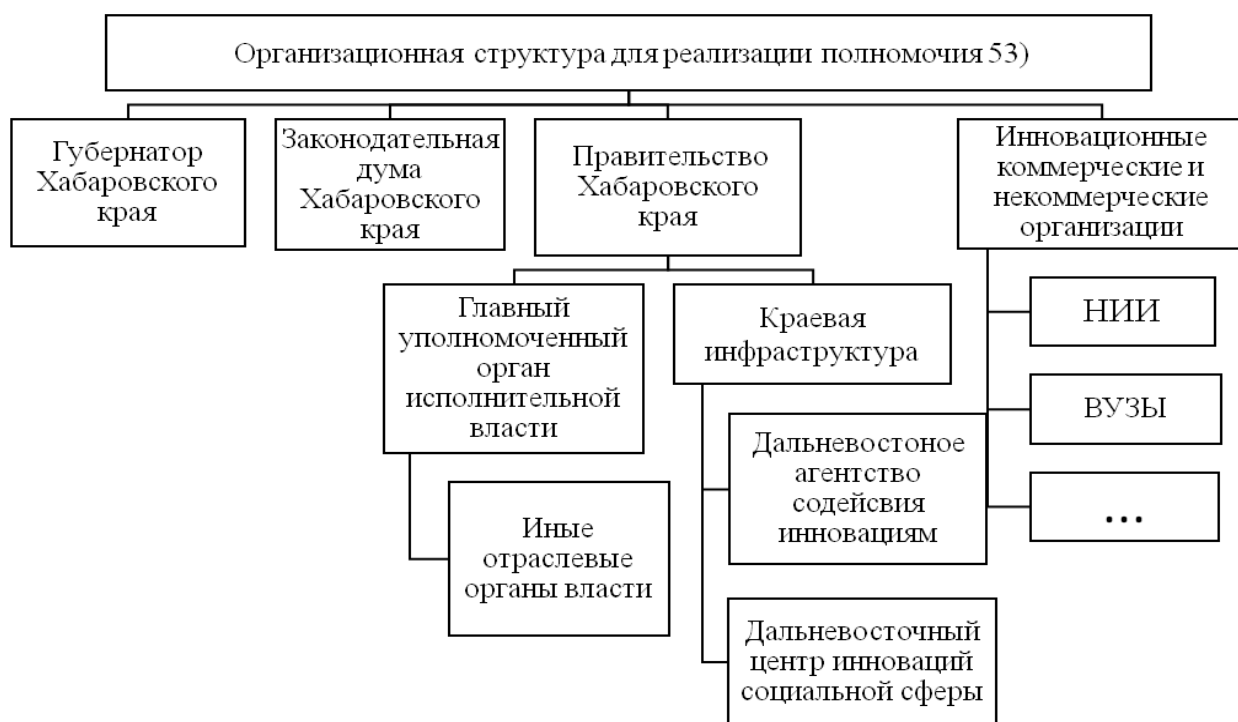 Организационная структура для реализации полномочия 53)
Губернатор
Хабаровского
края
Законодательная
дума
Хабаровского
края
Правительство
Хабаровского
края
Инновационные
коммерческие и
некоммерческие
организации
Главный
уполномоченный
орган
исполнительной
власти
Иные
отраслевые
органы власти
Краевая
инфраструктура
Дальневостоное
агентство
содейсвия
инновациям
Дальневосточный
центр инноваций
социальной сферы
НИИ
ВУЗЫ
...